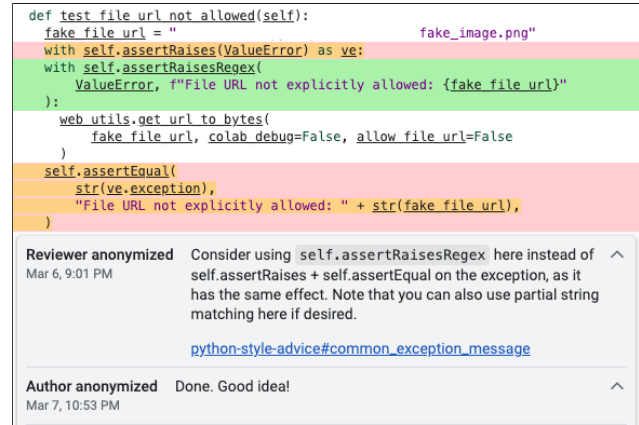 def test_file_url_not_allowed(self):
fake_file_url = " fake_image.png"
with self.assertRaises(ValueError) as ve:
with self.assertRaisesRegex(
ValueError, f"File URL not explicitly allowed: {fake_file_url}"
):
web_utils.get_url_to_bytes(
fake_file_url, colab_debug=False, allow_file_url=False
)
self.assertEqual(
str(ve.exception),
"File URL not explicitly allowed: " + str(fake_file_url),
)
Reviewer anonymized
Mar 6, 9:01 PM
Consider using self.assertRaisesRegex here instead of
self.assertRaises + self.assertEqual on the exception, as it
has the same effect. Note that you can also use partial string
matching here if desired.
python-style-advice#common_exception_message
Author anonymized
Mar 7, 10:53 PM
Done. Good idea!